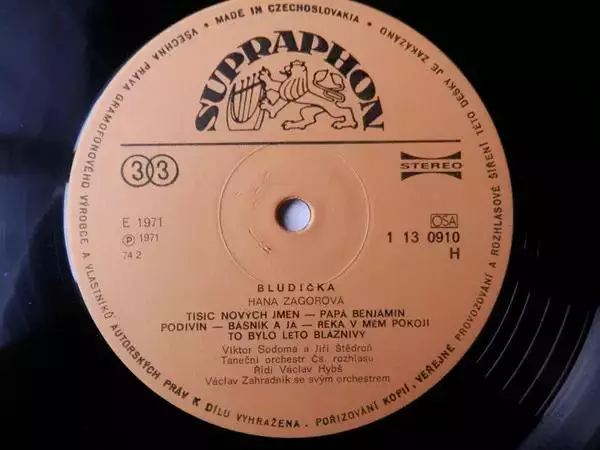 VŠECHNA PRÁVA GRAMOFONOVÉHO VÝROBCE A VLASTNÍKŮ AUTORSKÝCH PRÁV K DÍLU VYHRAŽENA. POŘIZOVÁNÍ KOPIÍ, VEŘEJNÉ PROVOZOVÁNÍ A ROZHLASOVÉ ŠÍŘENÍ TÉTO DESKY JE ZAKÁZÁNO
• MADE IN CZECHOSLOVAKIA •
SUPRAPHON
33
STEREO
E 1971
Ⓟ 1971
74 2
OSA
1 13 0910
H
BLUDIČKA
HANA ZAGOROVÁ
TISÍC NOVÝCH JMEN — PAPÁ BENJAMIN
PODIVÍN — BÁSNÍK A JÁ — ŘEKA V MÉM POKOJI
TO BYLO LÉTO BLÁZNIVÝ
Viktor Sodoma a Jiří Štědroň
Taneční orchestr Čs. rozhlasu
Řídí Václav Hybš
Václav Zahradník se svým orchestrem